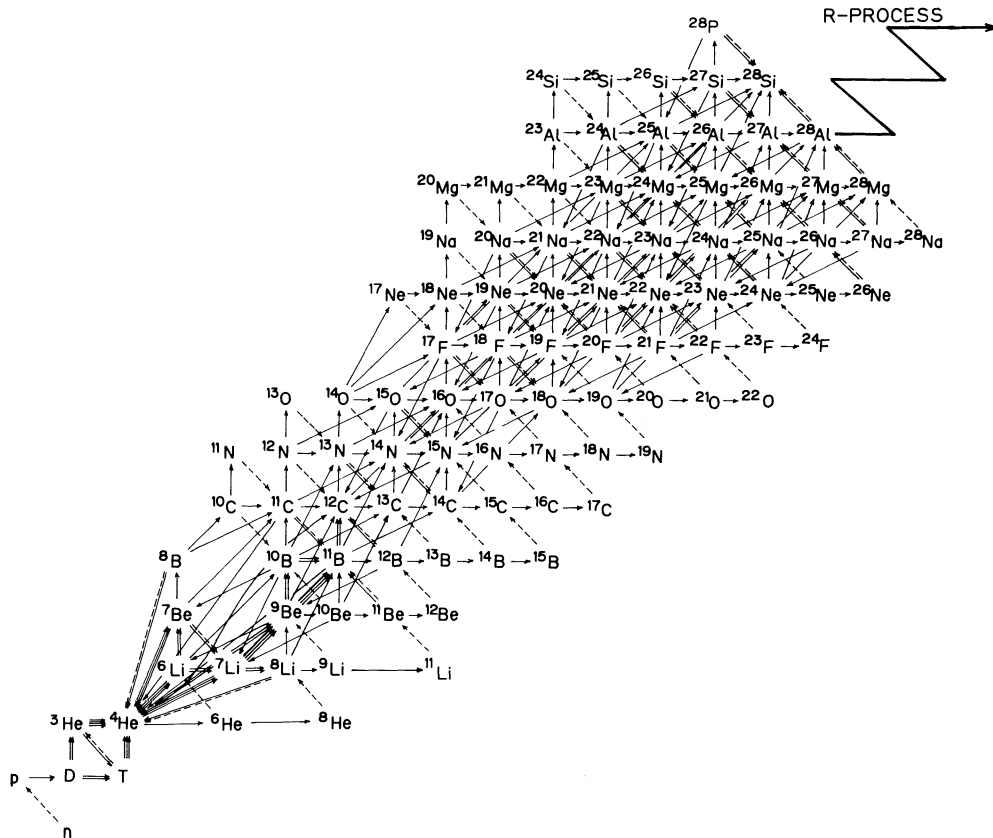 R-PROCESS
²⁸P
²⁴Si ²⁵Si ²⁶Si ²⁷Si ²⁸Si
²³Al ²⁴Al ²⁵Al ²⁶Al ²⁷Al ²⁸Al
²⁰Mg ²¹Mg ²²Mg ²³Mg ²⁴Mg ²⁵Mg ²⁶Mg ²⁷Mg ²⁸Mg
¹⁹Na ²⁰Na ²¹Na ²²Na ²³Na ²⁴Na ²⁵Na ²⁶Na ²⁷Na ²⁸Na
¹⁷Ne ¹⁸Ne ¹⁹Ne ²⁰Ne ²¹Ne ²²Ne ²³Ne ²⁴Ne ²⁵Ne ²⁶Ne
¹⁷F ¹⁸F ¹⁹F ²⁰F ²¹F ²²F ²³F ²⁴F
¹³O ¹⁴O ¹⁵O ¹⁶O ¹⁷O ¹⁸O ¹⁹O ²⁰O ²¹O ²²O
¹¹N ¹²N ¹³N ¹⁴N ¹⁵N ¹⁶N ¹⁷N ¹⁸N ¹⁹N
¹⁰C ¹¹C ¹²C ¹³C ¹⁴C ¹⁵C ¹⁶C ¹⁷C
⁸B ¹⁰B ¹¹B ¹²B ¹³B ¹⁴B ¹⁵B
⁷Be ⁹Be ¹⁰Be ¹¹Be ¹²Be
⁶Li ⁷Li ⁸Li ⁹Li ¹¹Li
³He ⁴He ⁶He ⁸He
p D T
n